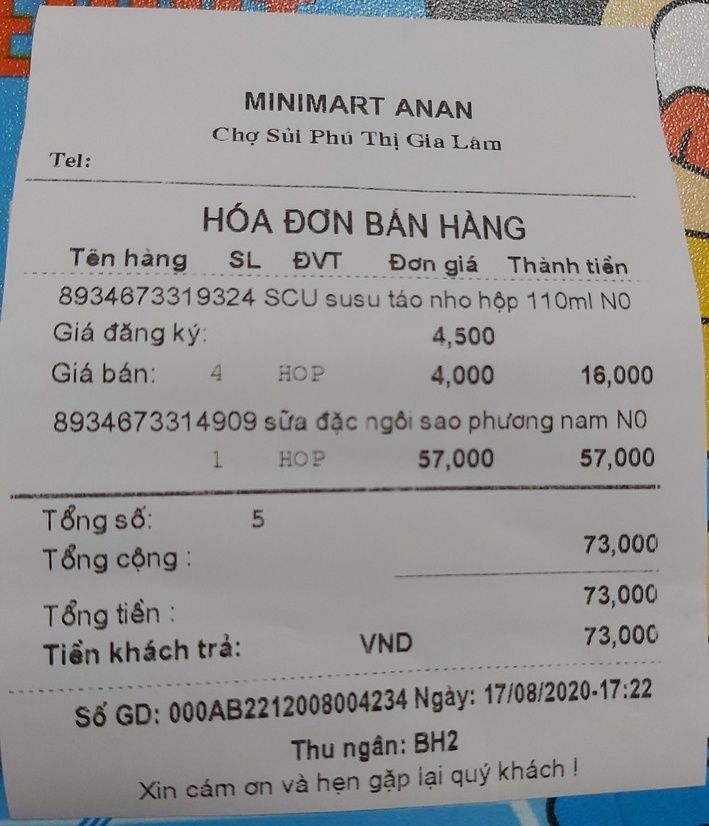 MINIMART ANAN
Chợ Sủi Phú Thị Gia Lâm
Tel:
HÓA ĐƠN BÁN HÀNG
Tên hàng SL ĐVT Đơn giá Thành tiền
8934673319324 SCU susu táo nho hộp 110ml N0
Giá đăng ký: 4,500
Giá bán: 4 HOP 4,000 16,000
8934673314909 sữa đặc ngôi sao phương nam N0
1 HOP 57,000 57,000
Tổng số: 5
Tổng cộng : 73,000
Tổng tiền : 73,000
Tiền khách trả: VND 73,000
Số GD: 000AB2212008004234 Ngày: 17/08/2020-17:22
Thu ngân: BH2
Xin cám ơn và hẹn gặp lại quý khách !